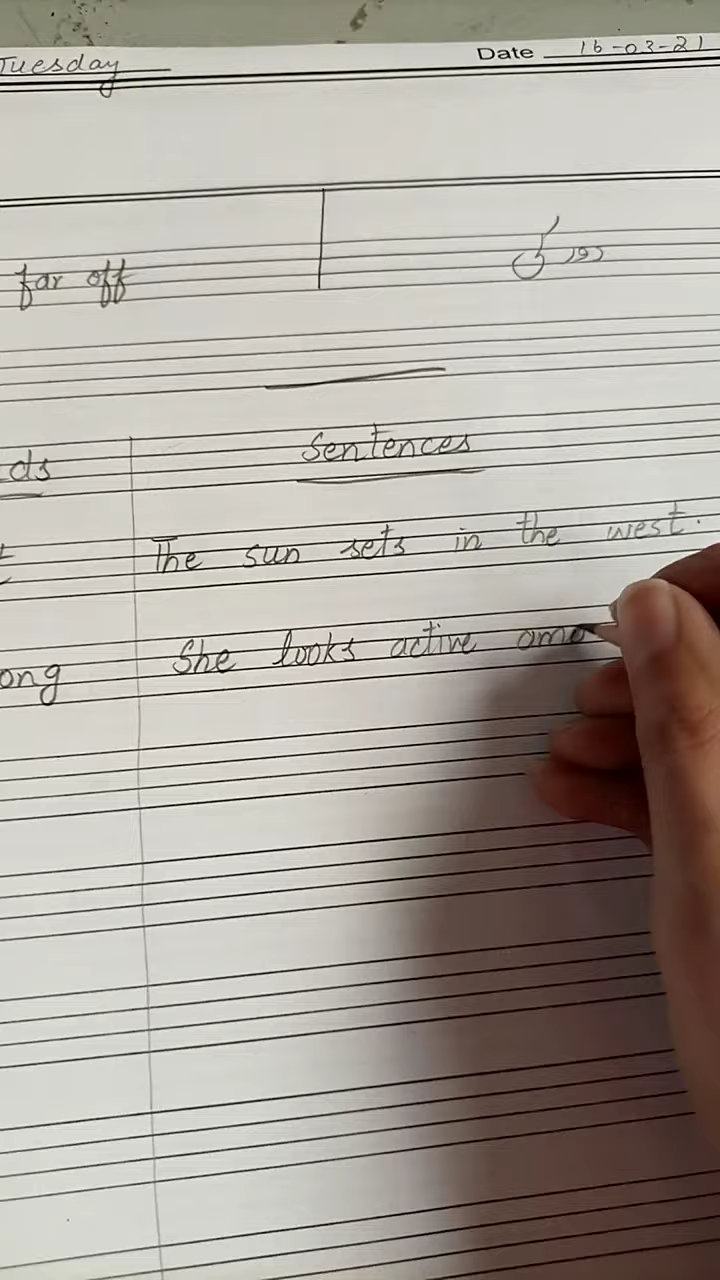 Tuesday Date 16-03-21
far off دور
ds Sentences
t The sun sets in the west.
ong She looks active amo